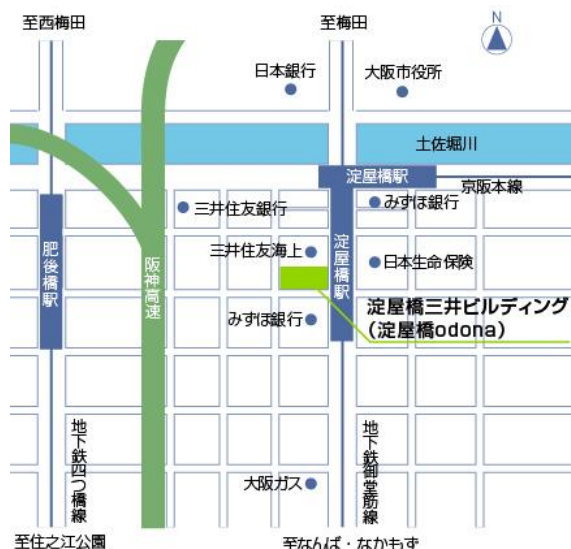 至西梅田
至梅田
N
日本銀行
大阪市役所
土佐堀川
淀屋橋駅
京阪本線
三井住友銀行
みずほ銀行
肥後橋駅
阪神高速
三井住友海上
淀屋橋駅
日本生命保険
淀屋橋三井ビルディング
(淀屋橋odona)
みずほ銀行
地下鉄四つ橋線
地下鉄御堂筋線
大阪ガス
至住之江公園
至なんば・なかもず